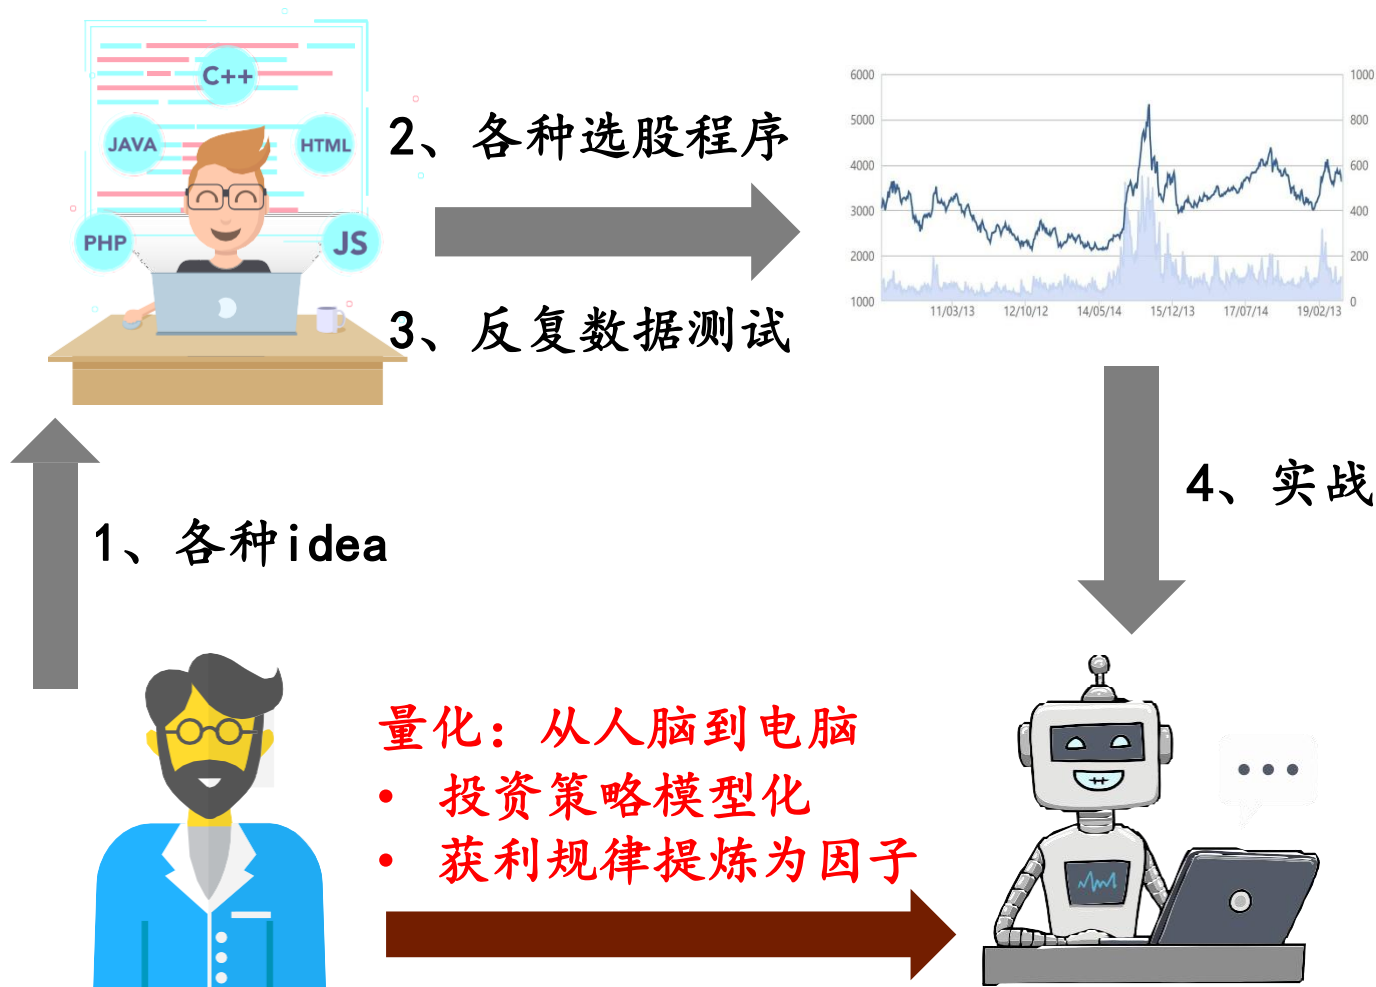 C++
JAVA
HTML
PHP
JS
2、各种选股程序
3、反复数据测试
6000
5000
4000
3000
2000
1000
1000
800
600
400
200
0
11/03/13 12/10/12 14/05/14 15/12/13 17/07/14 19/02/13
4、实战
1、各种idea
量化：从人脑到电脑
• 投资策略模型化
• 获利规律提炼为因子